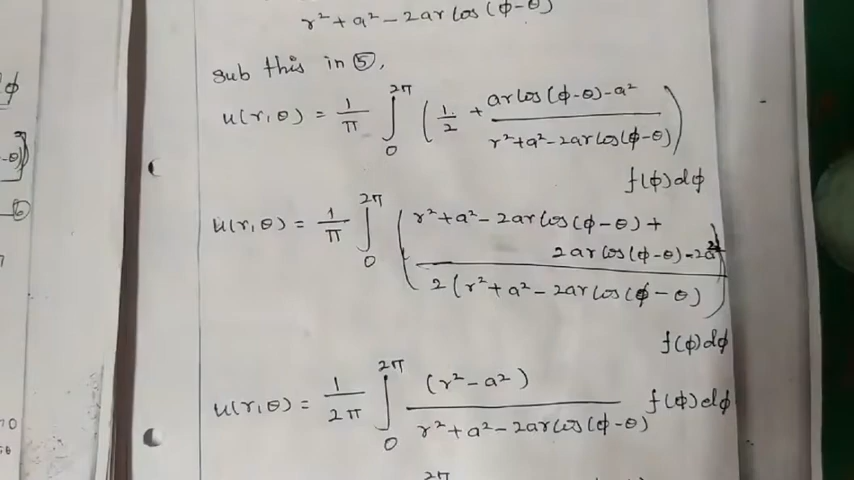 r² + a² - 2ar cos(ϕ-θ)
sub this in ⑤,
u(r,θ) = 1/π ∫₀^2π (1/2 + (ar cos(ϕ-θ) - a²)/(r² + a² - 2ar cos(ϕ-θ)))
f(ϕ)dϕ
u(r,θ) = 1/π ∫₀^2π ((r² + a² - 2ar cos(ϕ-θ) +
2ar cos(ϕ-θ) - 2a²)/(2(r² + a² - 2ar cos(ϕ-θ)))
f(ϕ)dϕ
u(r,θ) = 1/2π ∫₀^2π (r² - a²)/(r² + a² - 2ar cos(ϕ-θ)) f(ϕ)dϕ
2π